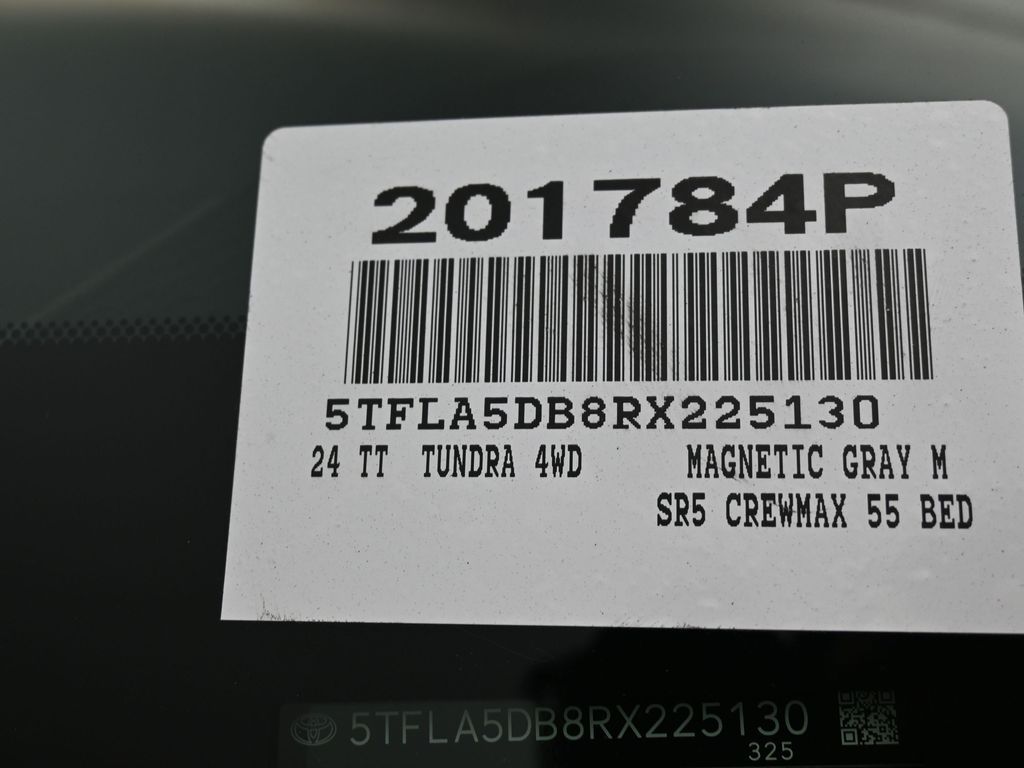 201784P
5TFLA5DB8RX225130
24 TT TUNDRA 4WD MAGNETIC GRAY M
SR5 CREWMAX 55 BED
5TFLA5DB8RX225130
325